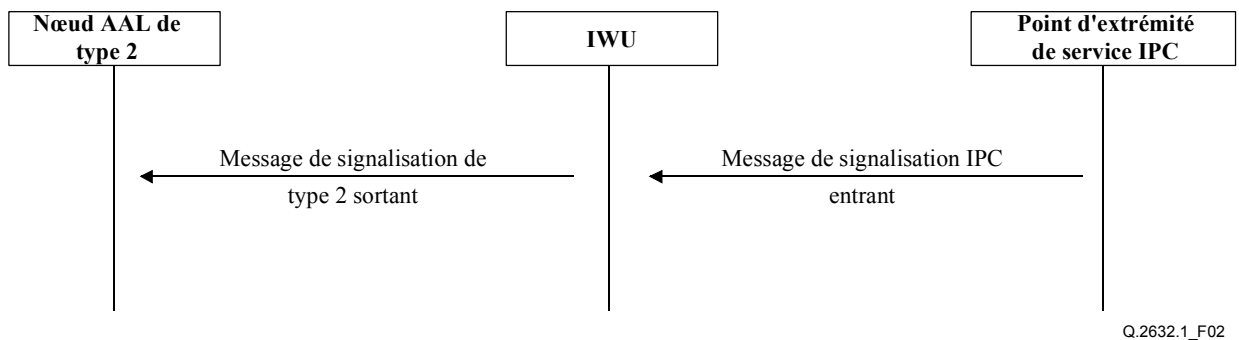 Nœud AAL de
type 2
IWU
Point d'extrémité
de service IPC
Message de signalisation de
type 2 sortant
Message de signalisation IPC
entrant
Q.2632.1_F02